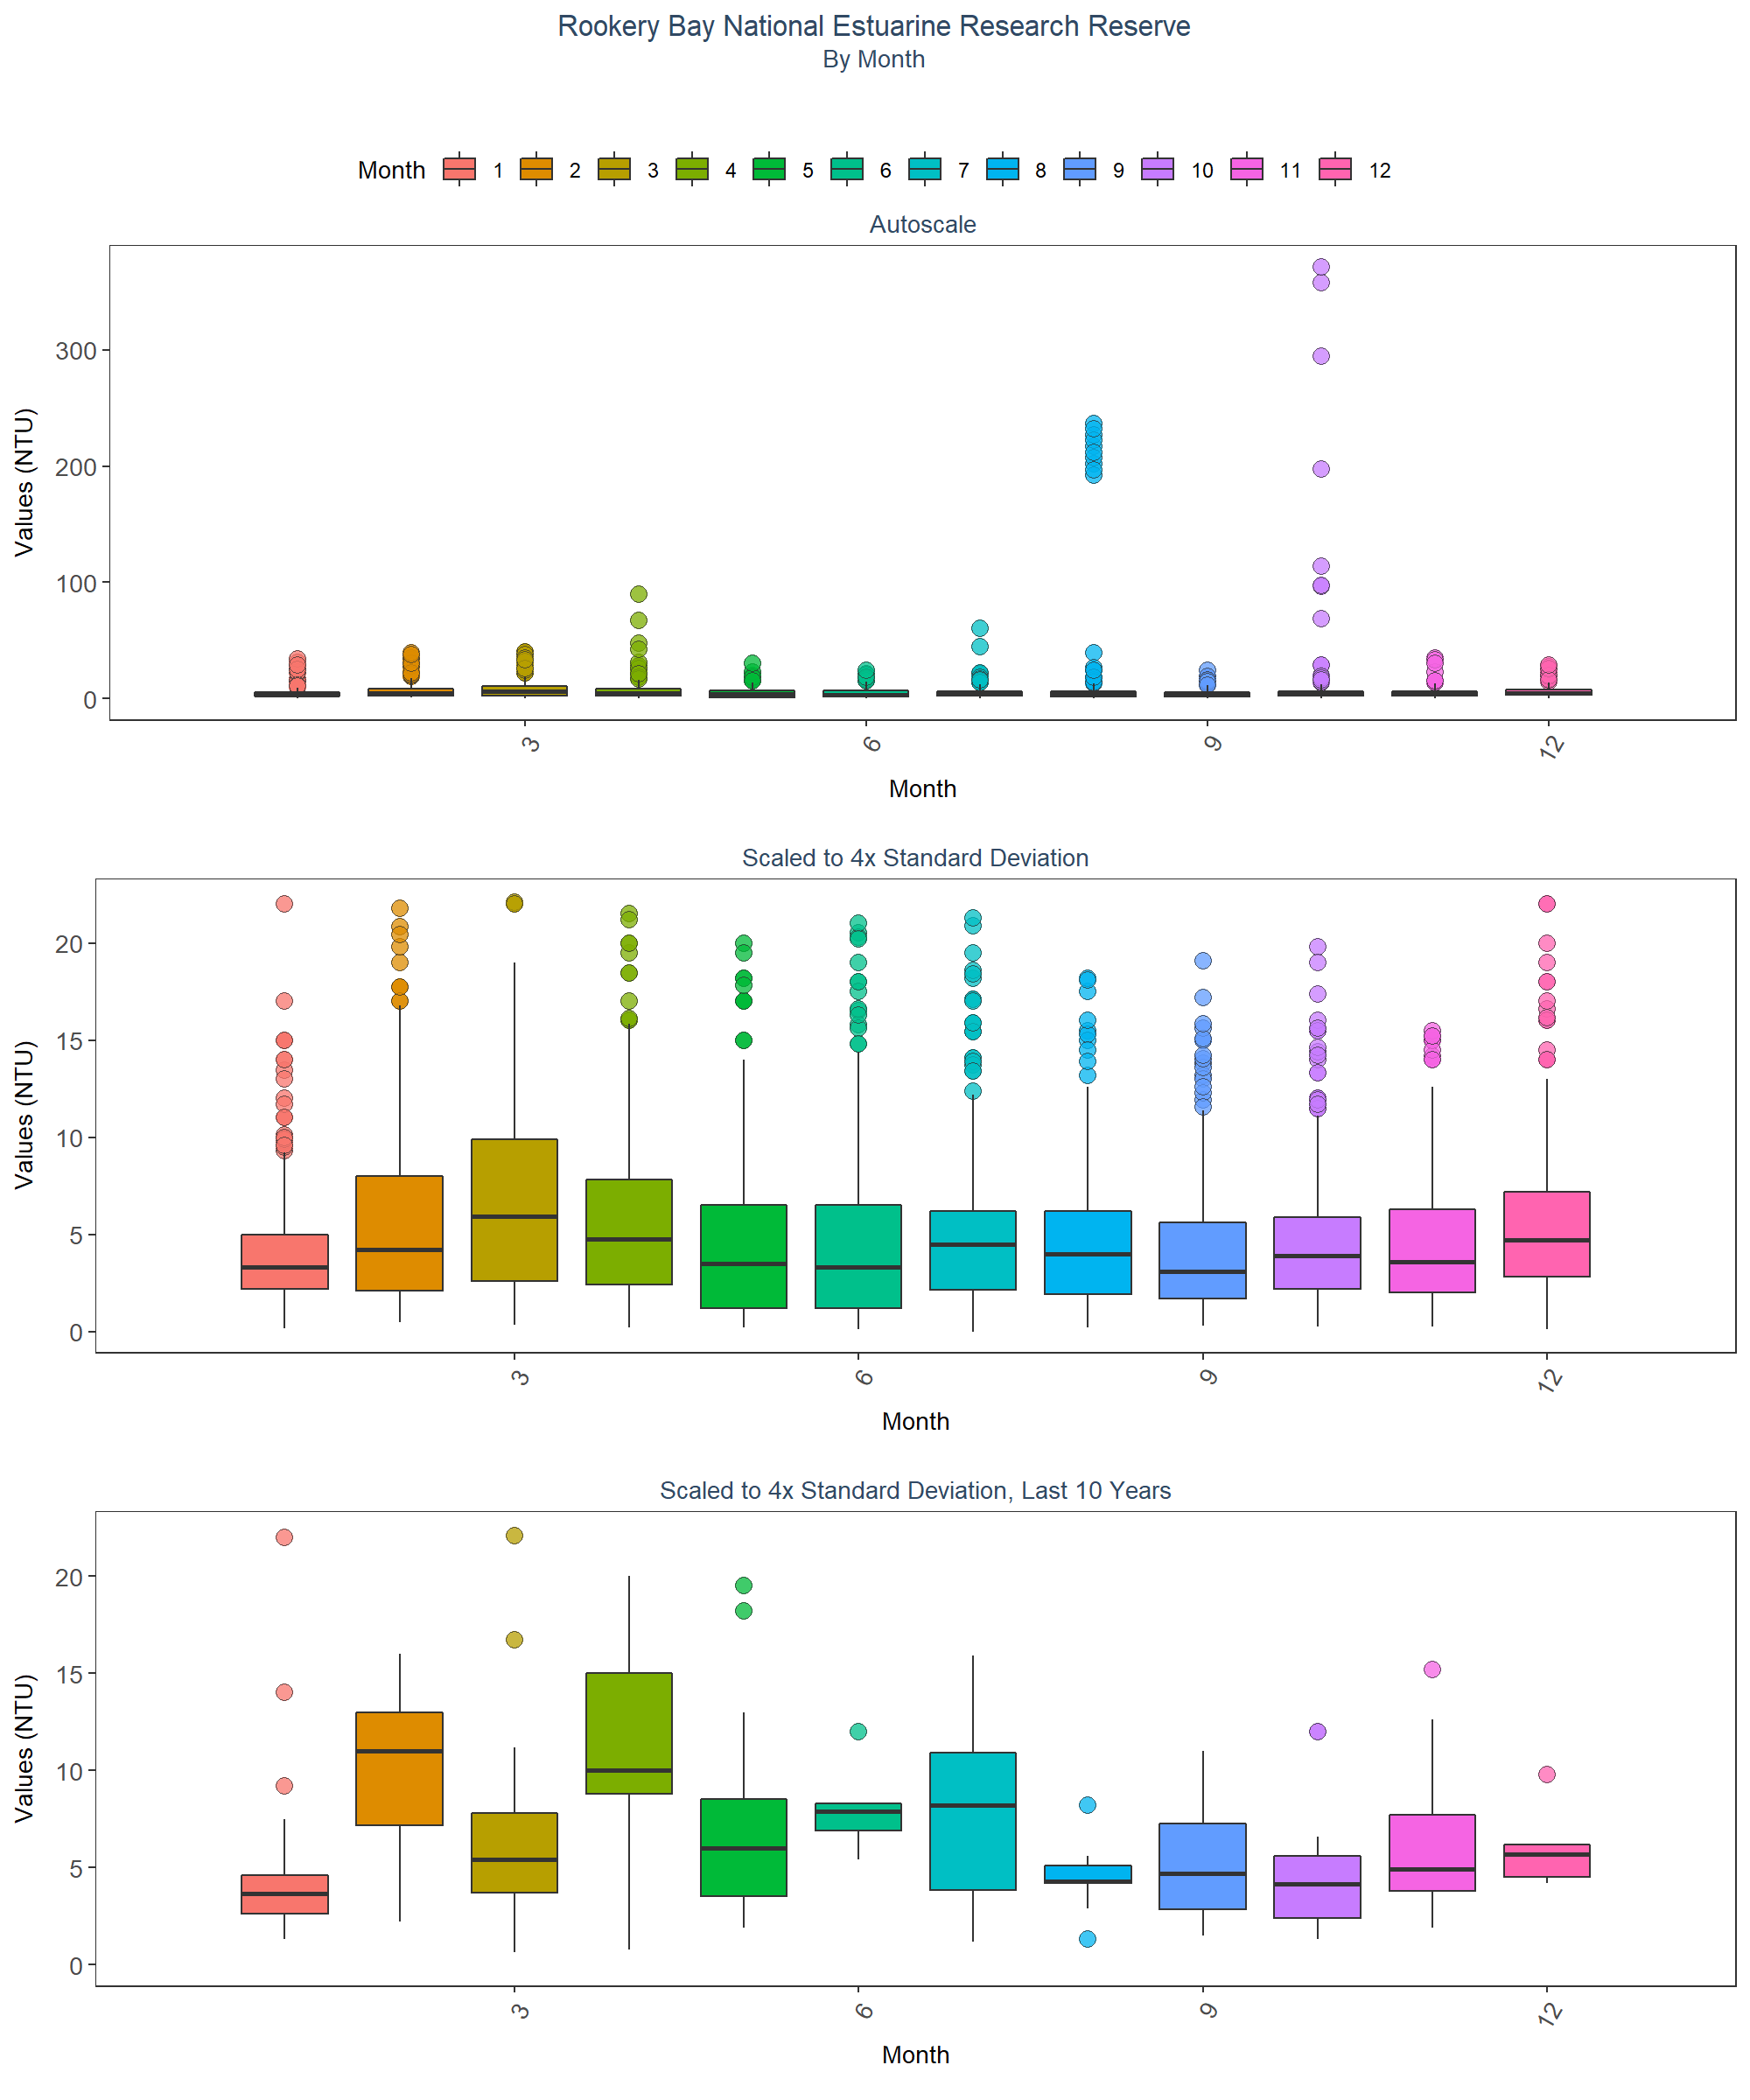 Rookery Bay National Estuarine Research Reserve
By Month
Month 1 2 3 4 5 6 7 8 9 10 11 12
Autoscale
Values (NTU)
300
200
100
0
3 6 9 12
Month
Scaled to 4x Standard Deviation
Values (NTU)
20
15
10
5
0
3 6 9 12
Month
Scaled to 4x Standard Deviation, Last 10 Years
Values (NTU)
20
15
10
5
0
3 6 9 12
Month